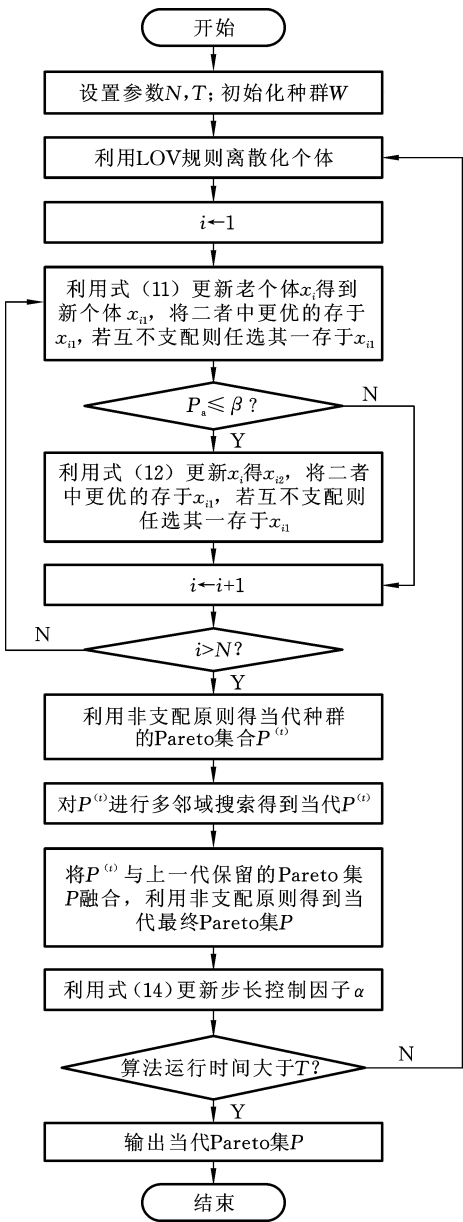 开始
设置参数N,T;初始化种群W
利用LOV规则离散化个体
i←1
利用式（11）更新老个体xi得到
新个体xi1，将二者中更优的存于
xi1,若互不支配则任选其一存于xi1
Pa≤β?
N
Y
利用式（12）更新xi得xi2，将二者
中更优的存于xi1，若互不支配则
任选其一存于xi1
i←i+1
N
i>N?
Y
利用非支配原则得当代种群
的Pareto集合P(t)
对P(t)进行多邻域搜索得到当代P(t)
将P(t)与上一代保留的Pareto集
P融合，利用非支配原则得到当
代最终Pareto集P
利用式(14)更新步长控制因子α
算法运行时间大于T?
N
Y
输出当代Pareto集P
结束